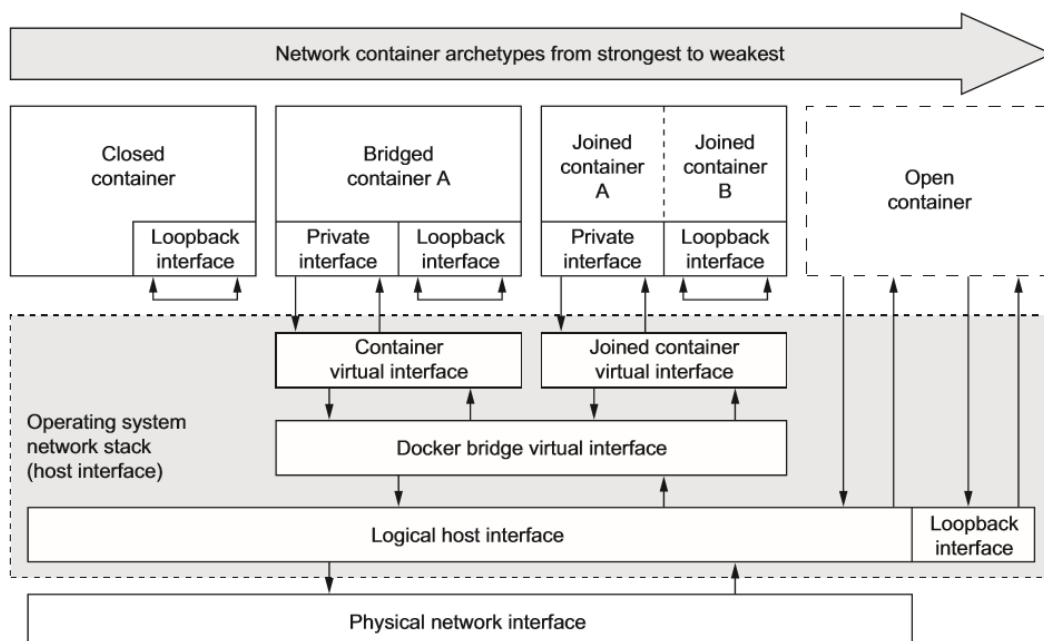 Network container archetypes from strongest to weakest
Closed
container
Loopback
interface
Bridged
container A
Private
interface
Loopback
interface
Joined
container
A
Joined
container
B
Private
interface
Loopback
interface
Open
container
Container
virtual interface
Joined container
virtual interface
Operating system
network stack
(host interface)
Docker bridge virtual interface
Logical host interface
Loopback
interface
Physical network interface